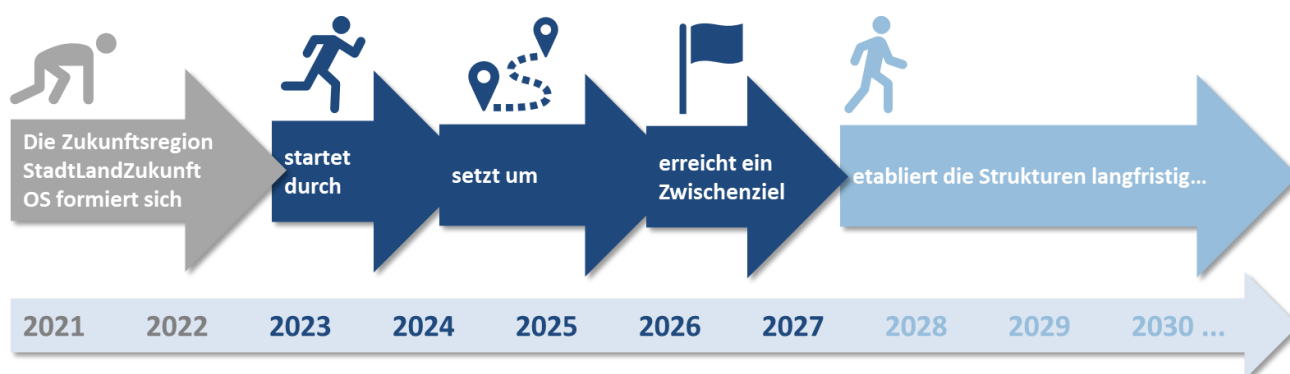 Die Zukunftsregion
StadtLandZukunft
OS formiert sich
startet
durch
setzt um
erreicht ein
Zwischenziel
etabliert die Strukturen langfristig...
2021 2022 2023 2024 2025 2026 2027 2028 2029 2030 ...